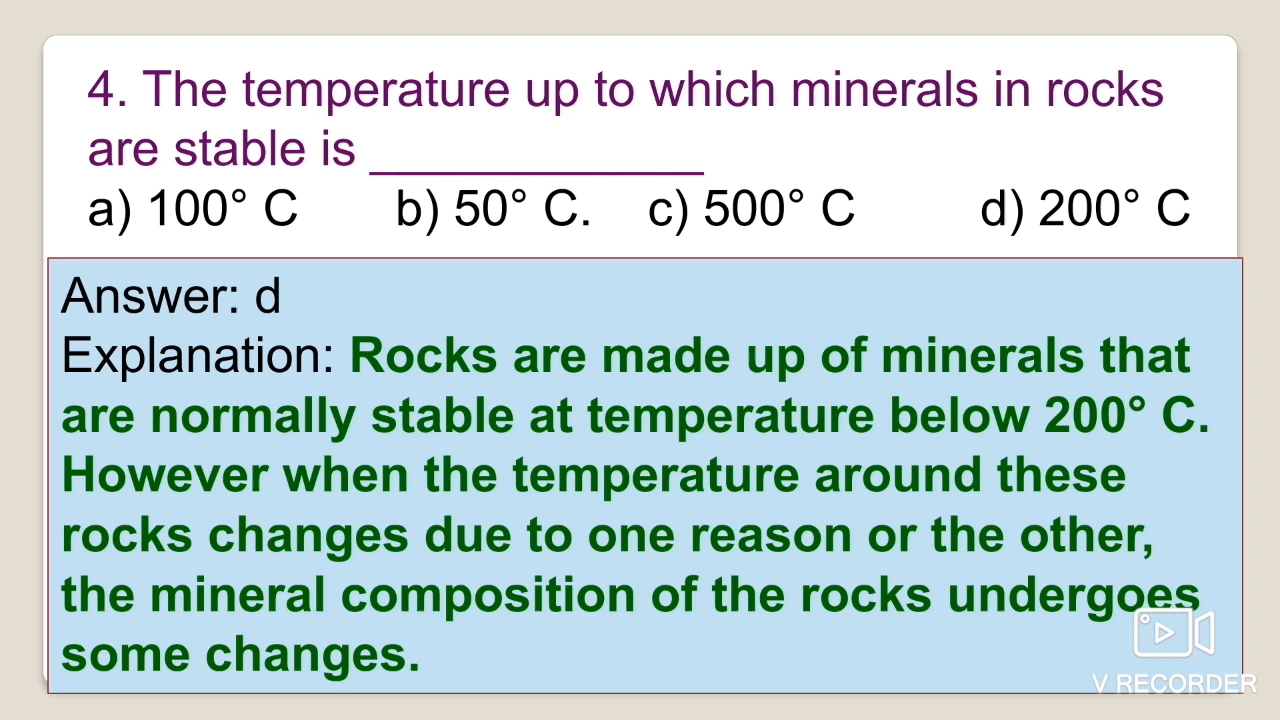 4. The temperature up to which minerals in rocks
are stable is ____________
a) 100° C b) 50° C. c) 500° C d) 200° C
Answer: d
Explanation: Rocks are made up of minerals that
are normally stable at temperature below 200° C.
However when the temperature around these
rocks changes due to one reason or the other,
the mineral composition of the rocks undergoes
some changes.
V RECORDER